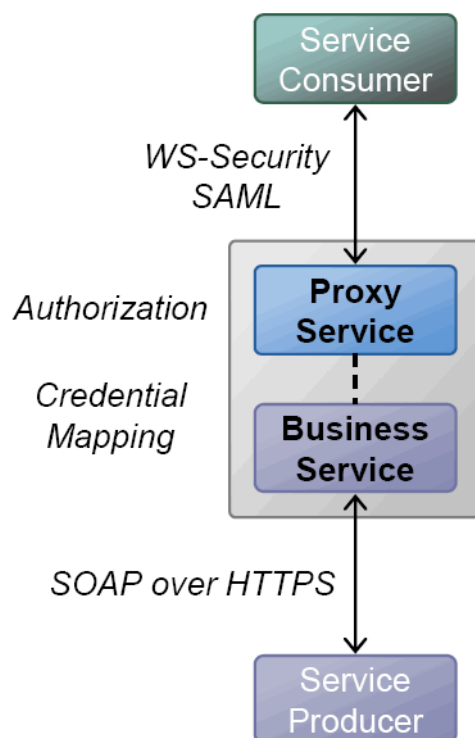 Service
Consumer
WS-Security
SAML
Proxy
Service
Authorization
Credential
Mapping
Business
Service
SOAP over HTTPS
Service
Producer